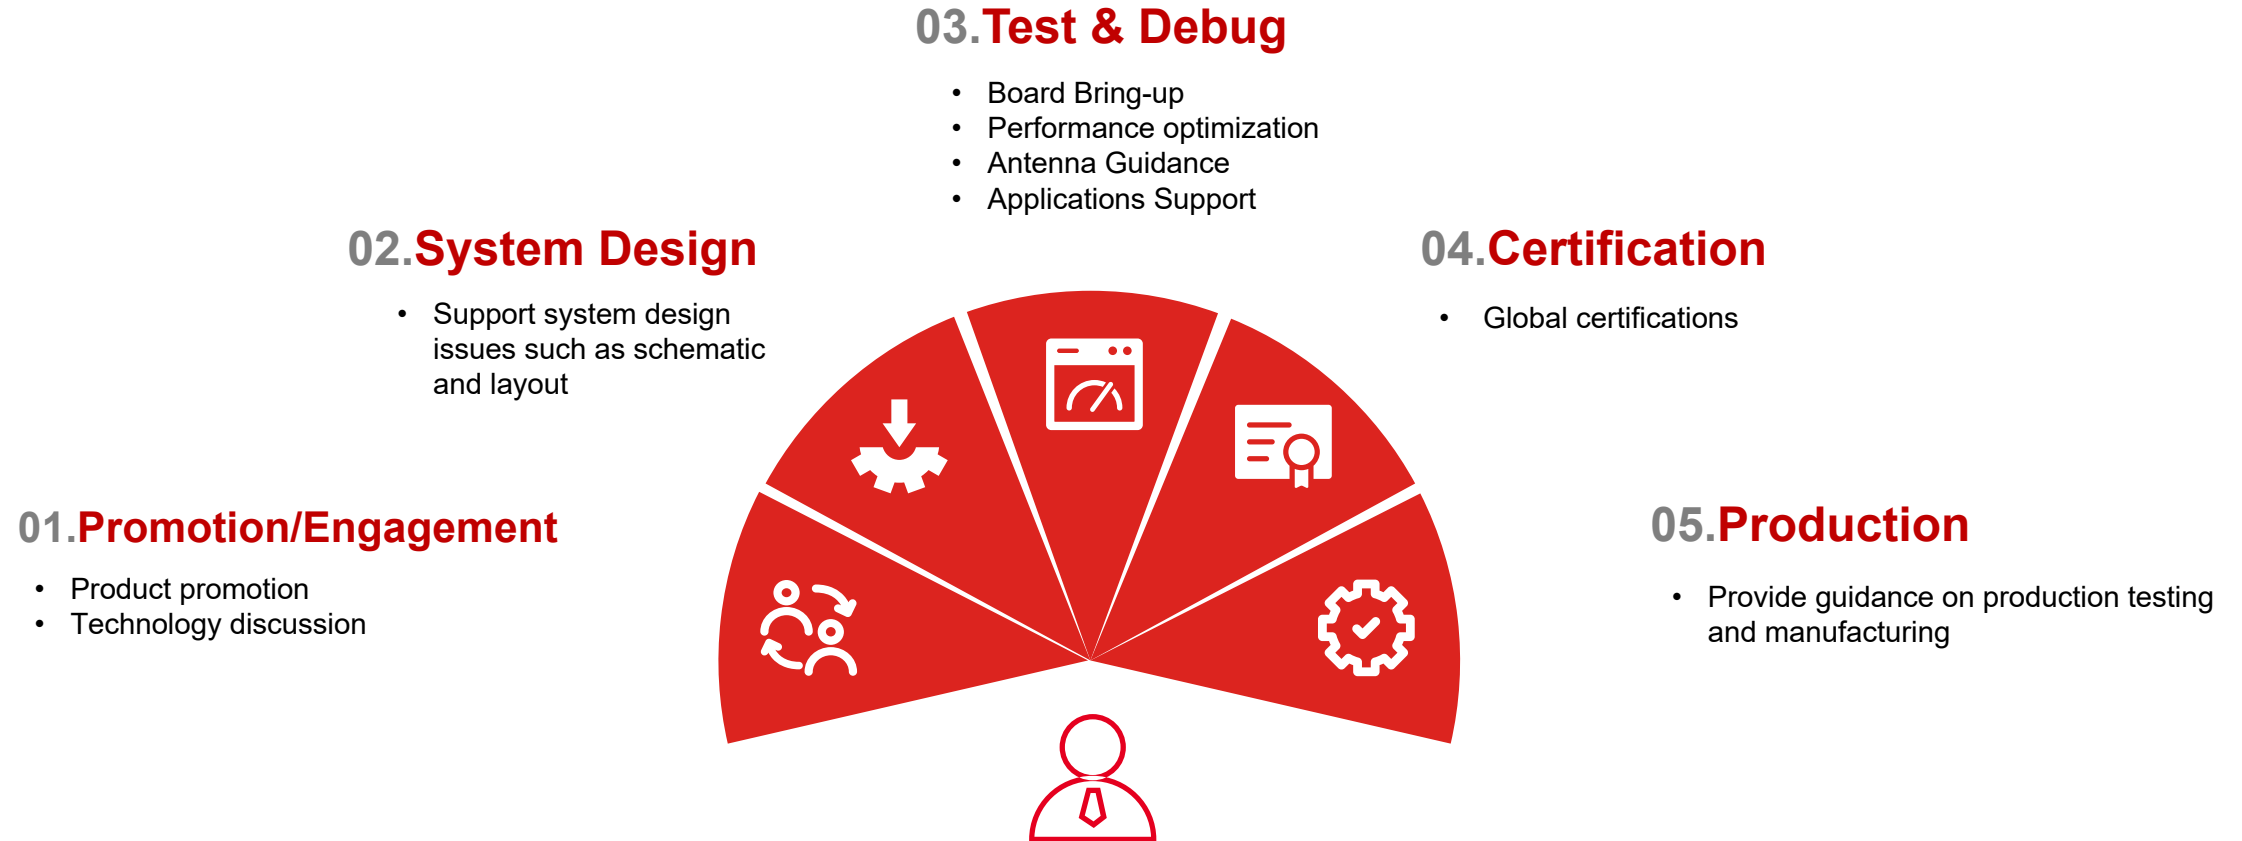 01.Promotion/Engagement
• Product promotion
• Technology discussion
02.System Design
• Support system design
issues such as schematic
and layout
03.Test & Debug
• Board Bring-up
• Performance optimization
• Antenna Guidance
• Applications Support
04.Certification
• Global certifications
05.Production
• Provide guidance on production testing
and manufacturing